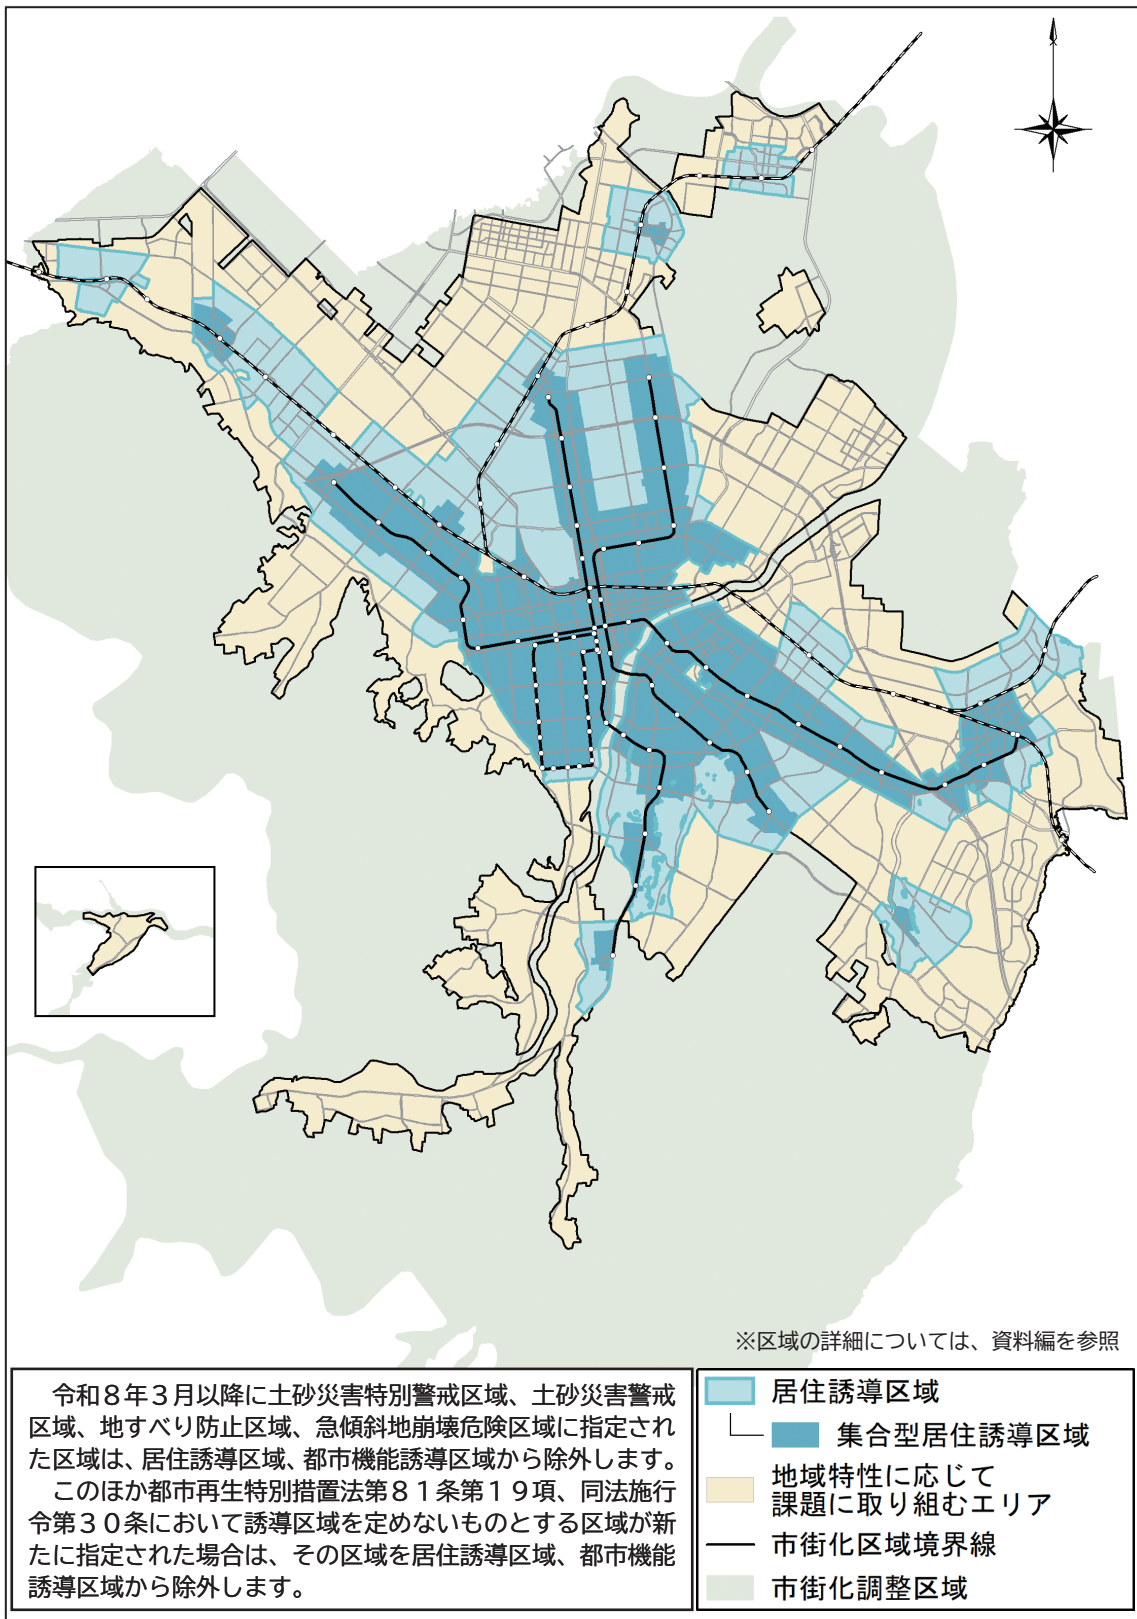 ※区域の詳細については、資料編を参照
令和８年３月以降に土砂災害特別警戒区域、土砂災害警戒
区域、地すべり防止区域、急傾斜地崩壊危険区域に指定され
た区域は、居住誘導区域、都市機能誘導区域から除外します。
このほか都市再生特別措置法第８１条第１９項、同法施行
令第３０条において誘導区域を定めないものとする区域が新
たに指定された場合は、その区域を居住誘導区域、都市機能
誘導区域から除外します。
居住誘導区域
集合型居住誘導区域
地域特性に応じて
課題に取り組むエリア
市街化区域境界線
市街化調整区域